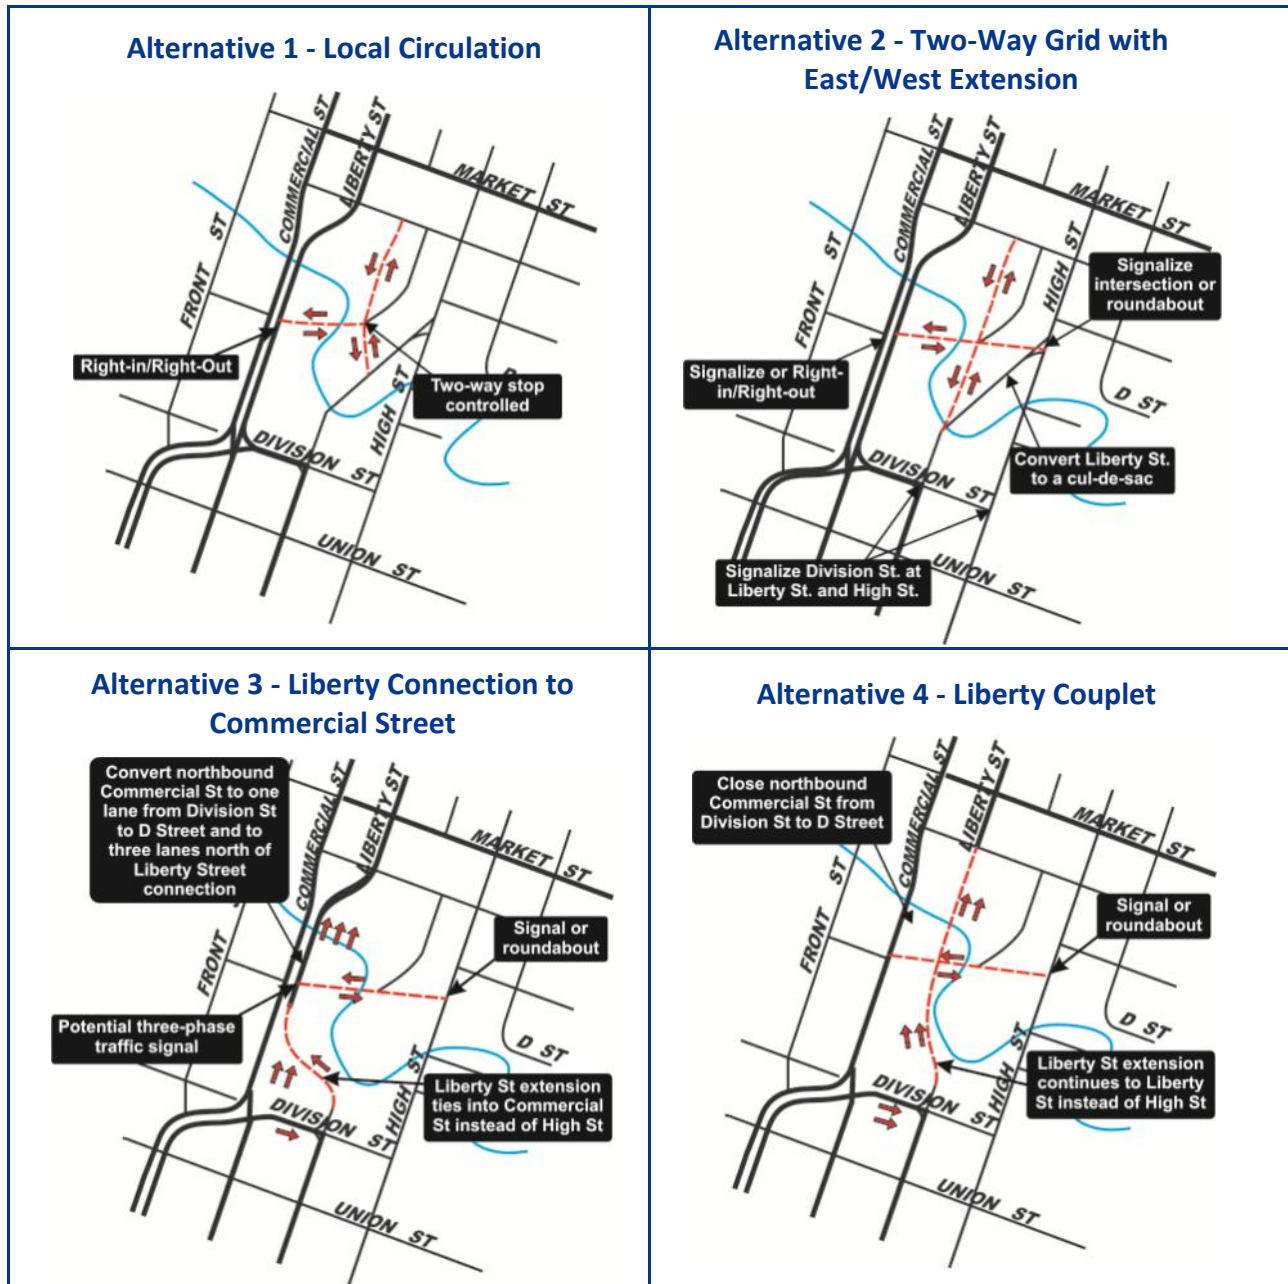 Alternative 1 - Local Circulation
COMMERCIAL ST
LIBERTY ST
MARKET ST
FRONT ST
Right-in/Right-Out
Two-way stop
controlled
D
HIGH ST
DIVISION ST
UNION ST
Alternative 2 - Two-Way Grid with
East/West Extension
COMMERCIAL ST
LIBERTY ST
MARKET ST
HIGH ST
FRONT ST
Signalize
intersection or
roundabout
Signalize or Right-
in/Right-out
D ST
Convert Liberty St.
to a cul-de-sac
DIVISION ST
Signalize Division St. at
Liberty St. and High St.
UNION ST
Alternative 3 - Liberty Connection to
Commercial Street
Convert northbound
Commercial St to one
lane from Division St
to D Street and to
three lanes north of
Liberty Street
connection
COMMERCIAL ST
LIBERTY ST
MARKET ST
FRONT
Signal or
roundabout
Potential three-phase
traffic signal
D ST
HIGH ST
Liberty St extension
ties into Commercial
St instead of High St
DIVISION ST
UNION ST
Alternative 4 - Liberty Couplet
Close northbound
Commercial St from
Division St to D Street
COMMERCIAL ST
LIBERTY ST
MARKET ST
FRONT ST
Signal or
roundabout
D ST
HIGH ST
Liberty St extension
continues to Liberty
St instead of High St
DIVISION ST
UNION ST